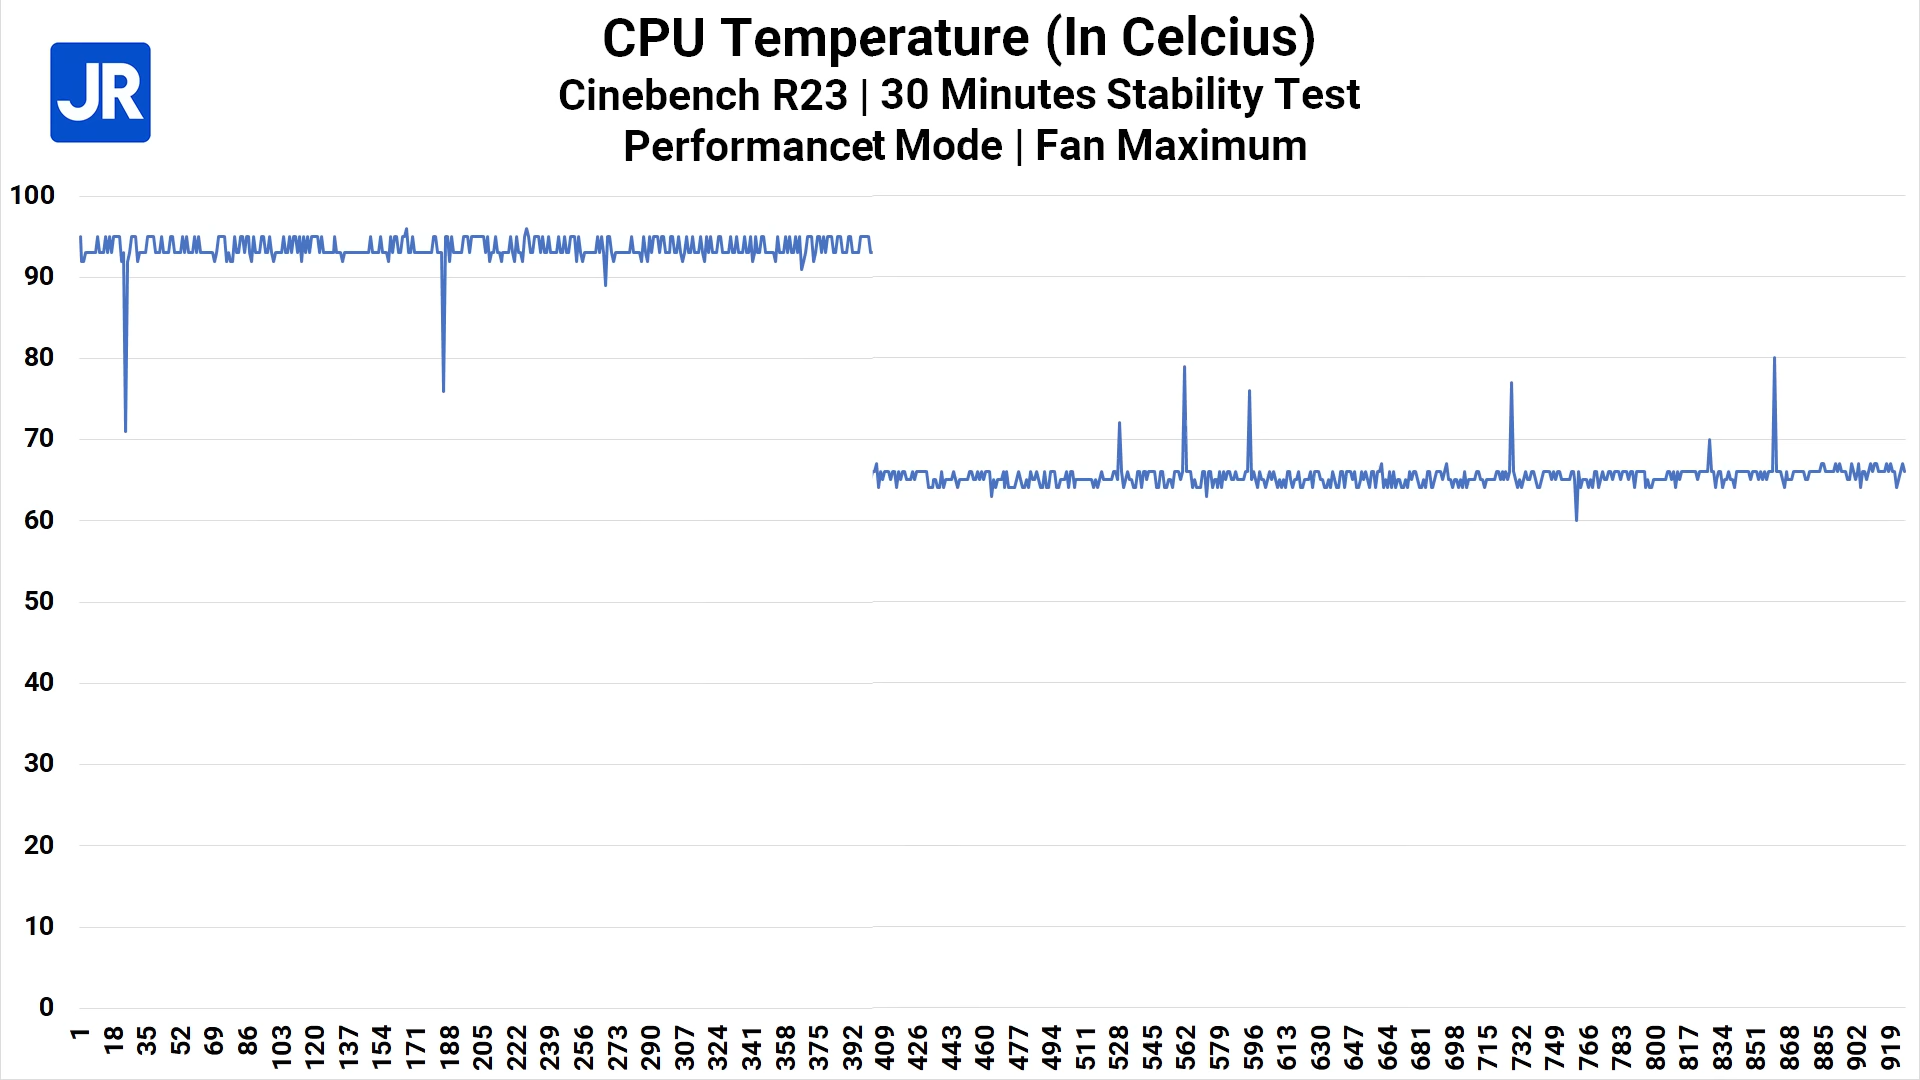 JR
CPU Temperature (In Celcius)
Cinebench R23 | 30 Minutes Stability Test
Performancet Mode | Fan Maximum
100
90
80
70
60
50
40
30
20
10
0
1 18 35 52 69 86 103 120 137 154 171 188 205 222 239 256 273 290 307 324 341 358 375 392 409 426 443 460 477 494 511 528 545 562 579 596 613 630 647 664 681 698 715 732 749 766 783 800 817 834 851 868 885 902 919